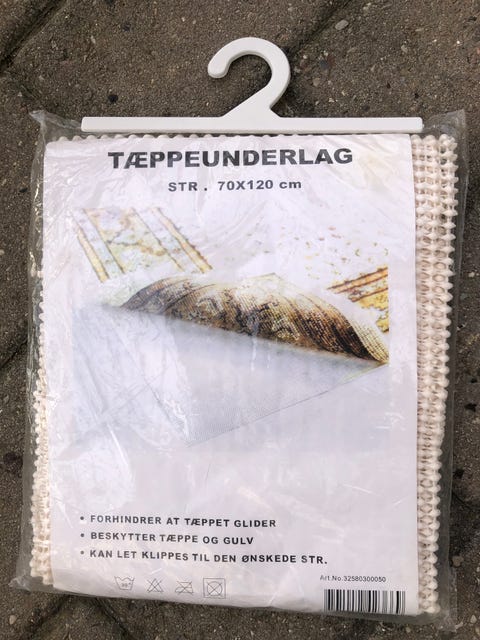 TÆPPEUNDERLAG
STR . 70X120 cm
• FORHINDRER AT TÆPPET GLIDER
• BESKYTTER TÆPPE OG GULV
• KAN LET KLIPPES TIL DEN ØNSKEDE STR.
Art.No.32580300050